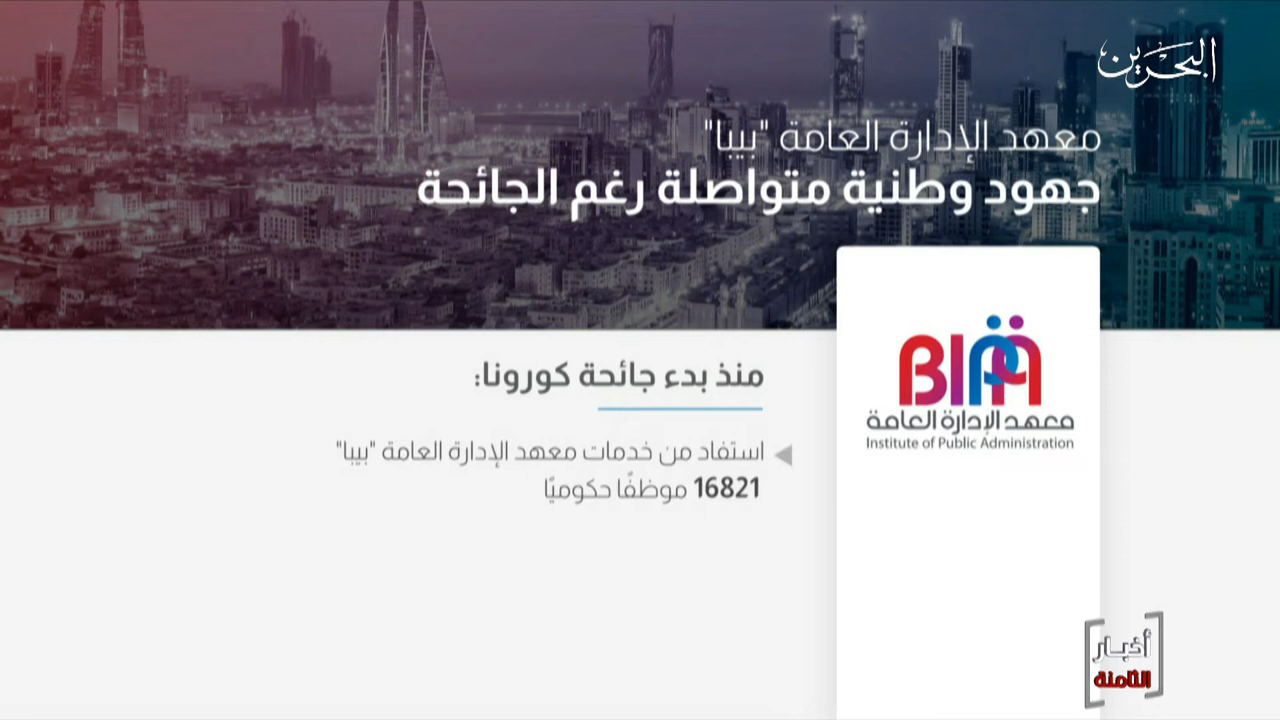 البحرين
معهد الإدارة العامة "بيبا"
جهود وطنية متواصلة رغم الجائحة
BIPA
معهد الإدارة العامة
Institute of Public Administration
منذ بدء جائحة كورونا:
استفاد من خدمات معهد الإدارة العامة "بيبا"
16821 موظفًا حكوميًا
أخبار
الثامنة